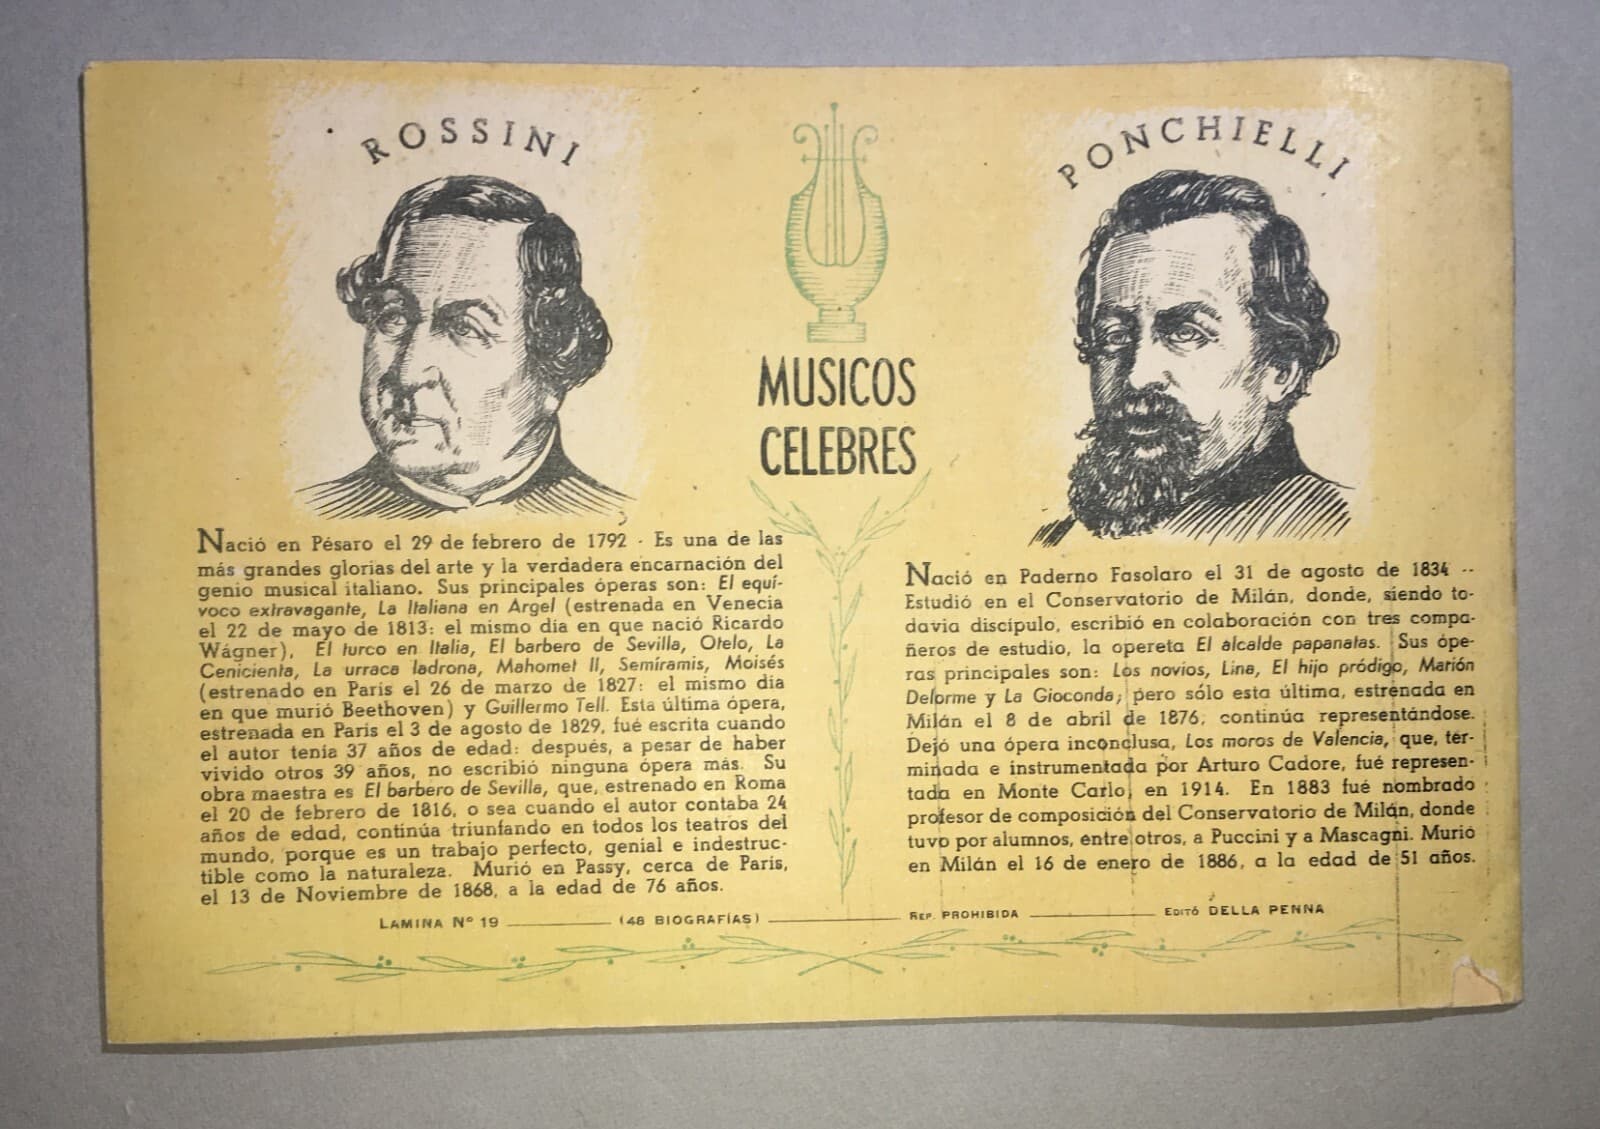 ROSSINI
Nació en Pésaro el 29 de febrero de 1792 - Es una de las
más grandes glorias del arte y la verdadera encarnación del
genio musical italiano. Sus principales óperas son: El equí-
voco extravagante, La Italiana en Argel (estrenada en Venecia
el 22 de mayo de 1813: el mismo día en que nació Ricardo
Wágner), El turco en Italia, El barbero de Sevilla, Otelo, La
Cenicienta, La urraca ladrona, Mahomet II, Semíramis, Moisés
(estrenado en París el 26 de marzo de 1827: el mismo día
en que murió Beethoven) y Guillermo Tell. Esta última ópera,
estrenada en París el 3 de agosto de 1829, fué escrita cuando
el autor tenía 37 años de edad: después, a pesar de haber
vivido otros 39 años, no escribió ninguna ópera más. Su
obra maestra es El barbero de Sevilla, que, estrenado en Roma
el 20 de febrero de 1816, o sea cuando el autor contaba 24
años de edad, continúa triunfando en todos los teatros del
mundo, porque es un trabajo perfecto, genial e indestruc-
tible como la naturaleza. Murió en Passy, cerca de París,
el 13 de Noviembre de 1868, a la edad de 76 años.
MUSICOS
CELEBRES
PONCHIELLI
Nació en Paderno Fasolaro el 31 de agosto de 1834 --
Estudió en el Conservatorio de Milán, donde, siendo to-
davia discípulo, escribió en colaboración con tres compa-
ñeros de estudio, la opereta El alcalde papanatas. Sus ópe-
ras principales son: Los novios, Lina, El hijo pródigo, Marión
Delorme y La Gioconda; pero sólo esta última, estrenada en
Milán el 8 de abril de 1876, continúa representándose.
Dejó una ópera inconclusa, Los moros de Valencia, que, tér-
minada e instrumentada por Arturo Cadore, fué represen-
tada en Monte Carlo, en 1914. En 1883 fué nombrado
profesor de composición del Conservatorio de Milán, donde
tuvo por alumnos, entre otros, a Puccini y a Mascagni. Murió
en Milán el 16 de enero de 1886, a la edad de 51 años.
LAMINA Nº 19 (48 BIOGRAFÍAS) REP. PROHIBIDA EDITÓ DELLA PENNA